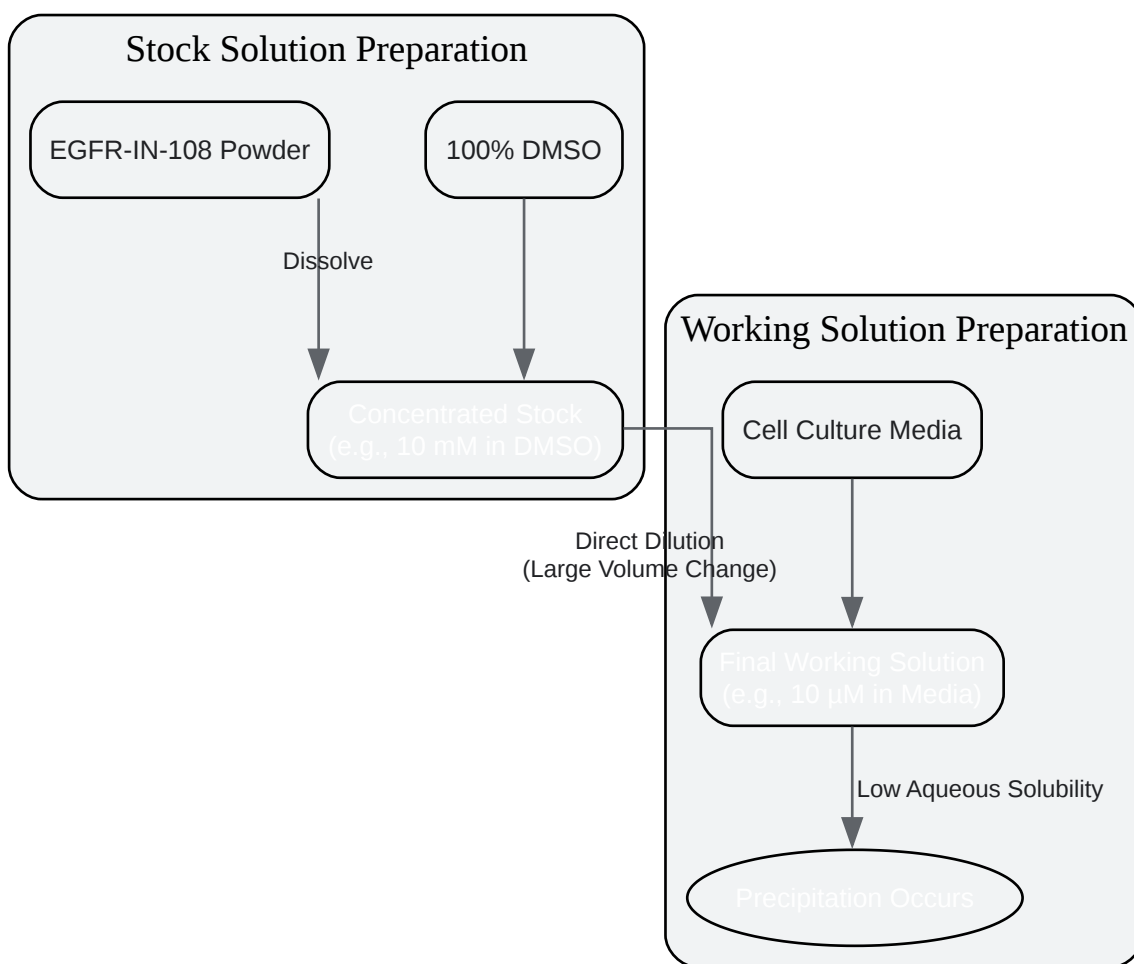 Stock Solution Preparation
EGFR-IN-108 Powder
100% DMSO
Dissolve
Concentrated Stock
(e.g., 10 mM in DMSO)
Working Solution Preparation
Cell Culture Media
Direct Dilution
(Large Volume Change)
Final Working Solution
(e.g., 10 µM in Media)
Low Aqueous Solubility
Precipitation Occurs